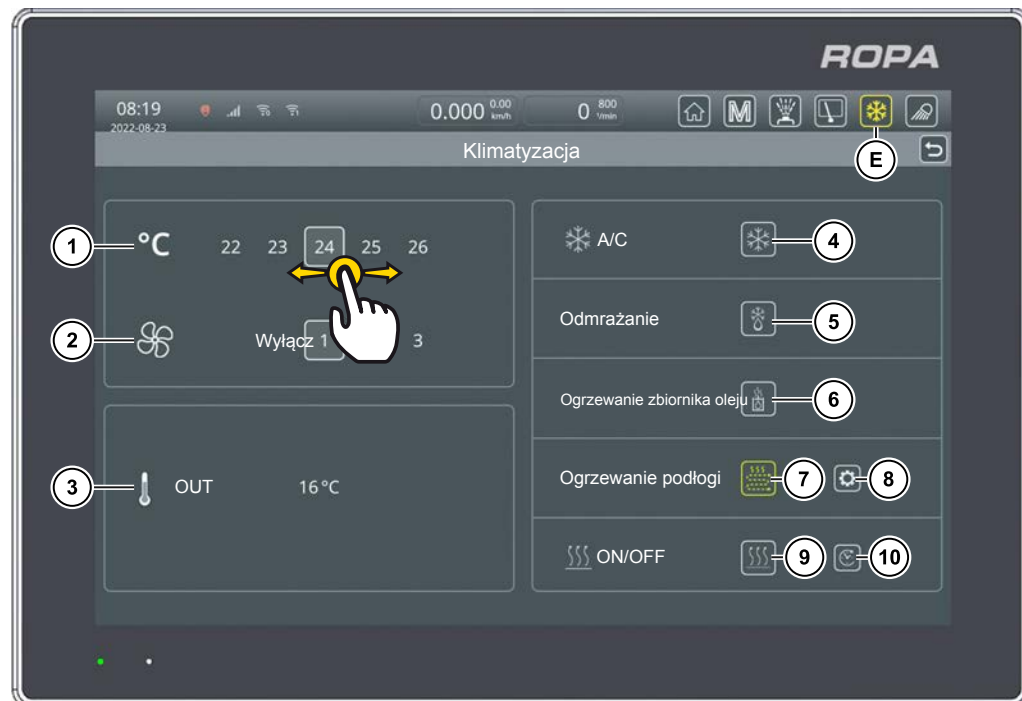 ROPA
08:19 0.000 0.00 km/h 0 800 1/min M
2022-08-23
Klimatyzacja E
1 °C 22 23 24 25 26
A/C 4
2 Wyłącz 1 3
Odmrażanie 5
Ogrzewanie zbiornika oleju 6
3 OUT 16 °C
Ogrzewanie podłogi 7 8
ON/OFF 9 10